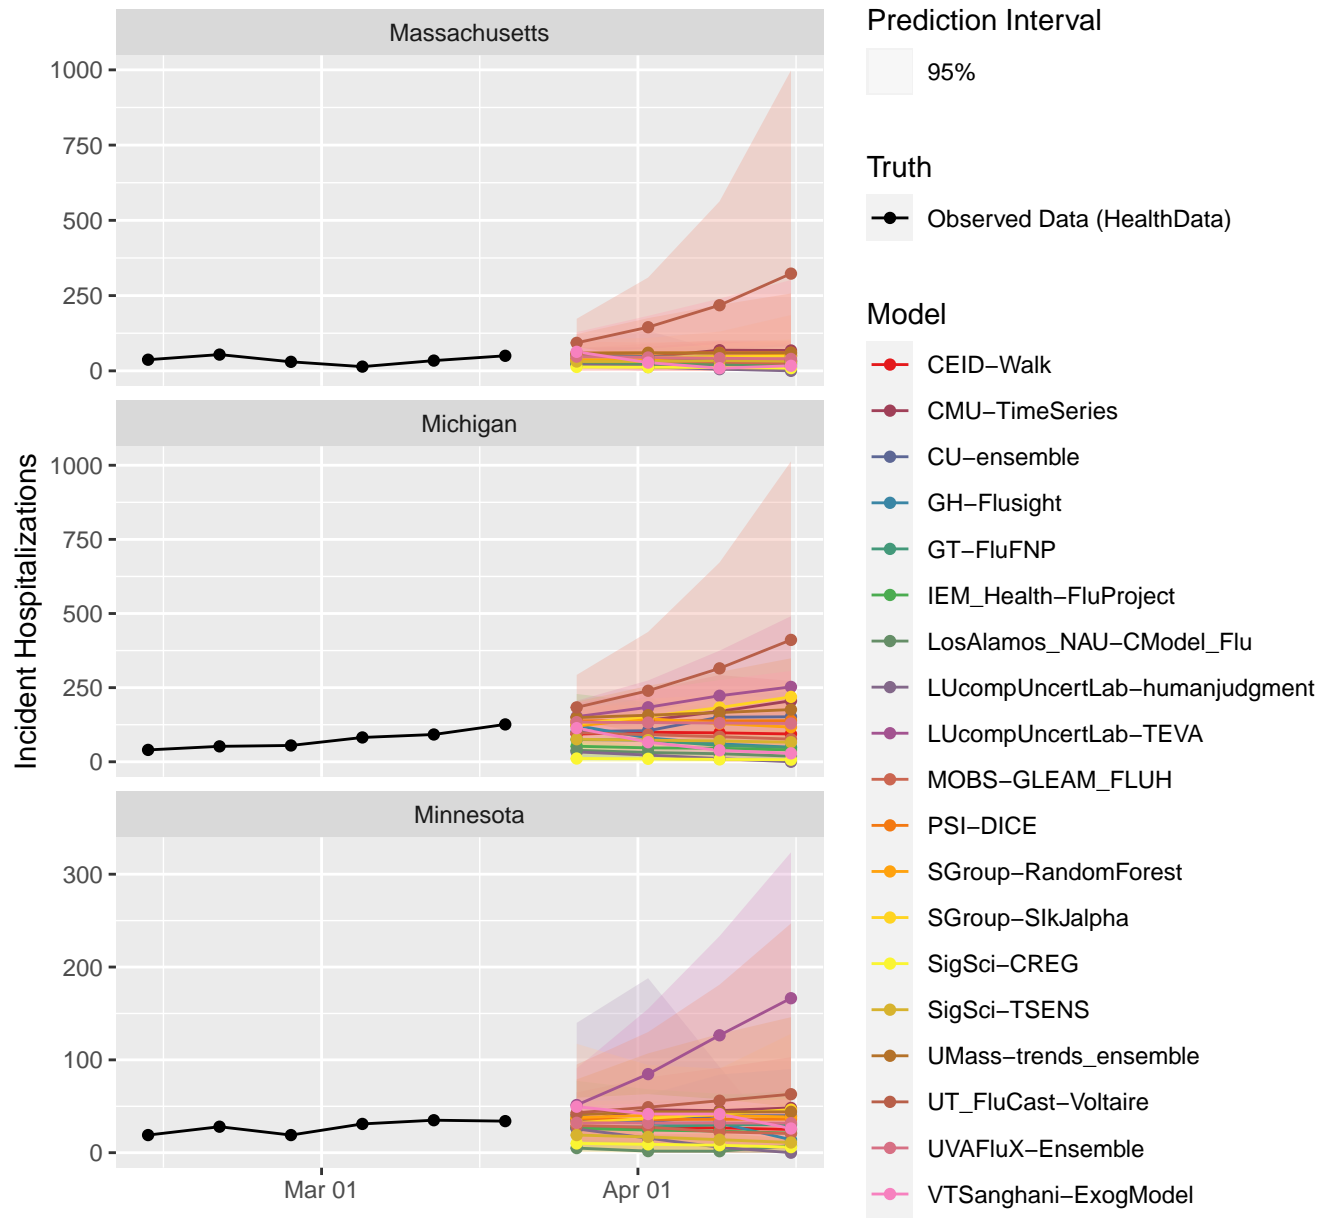 Massachusetts
1000
750
500
250
0
Michigan
1000
750
500
250
0
Minnesota
300
200
100
0
Mar 01
Apr 01
Incident Hospitalizations
Prediction Interval
95%
Truth
Observed Data (HealthData)
Model
CEID−Walk
CMU−TimeSeries
CU−ensemble
GH−Flusight
GT−FluFNP
IEM_Health−FluProject
LosAlamos_NAU−CModel_Flu
LUcompUncertLab−humanjudgment
LUcompUncertLab−TEVA
MOBS−GLEAM_FLUH
PSI−DICE
SGroup−RandomForest
SGroup−SIkJalpha
SigSci−CREG
SigSci−TSENS
UMass−trends_ensemble
UT_FluCast−Voltaire
UVAFluX−Ensemble
VTSanghani−ExogModel